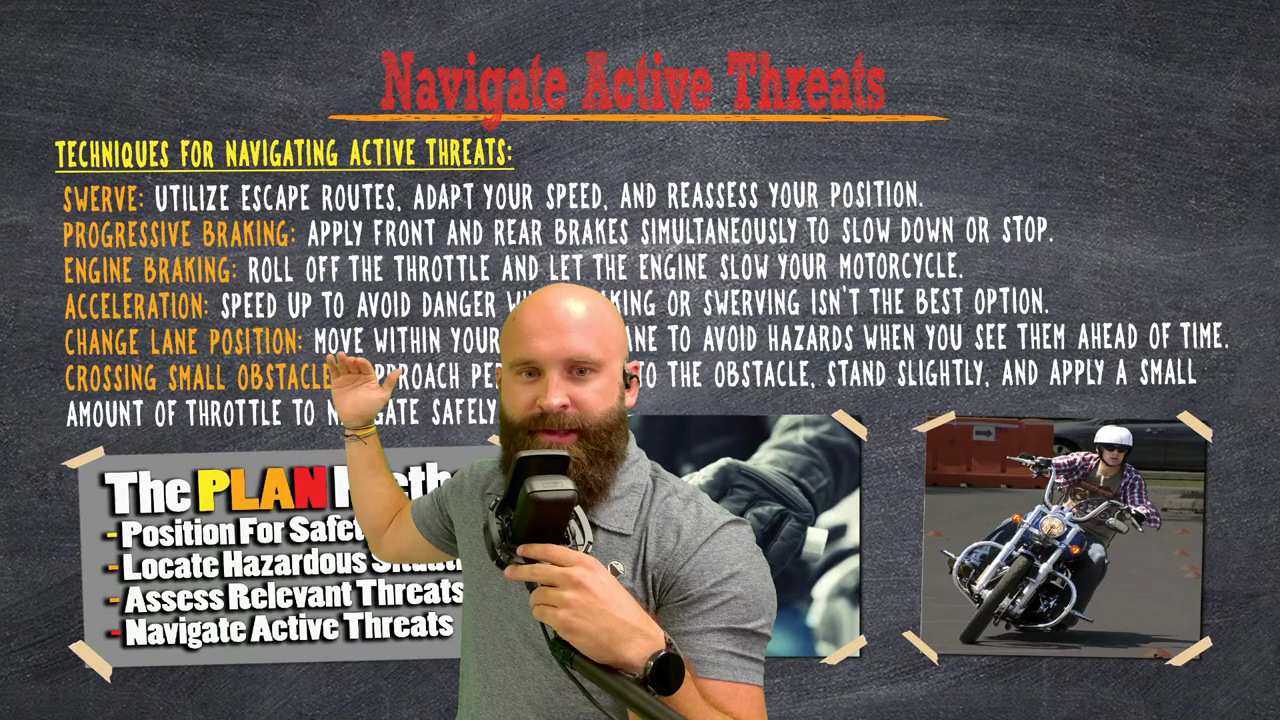 Navigate Active Threats
TECHNIQUES FOR NAVIGATING ACTIVE THREATS:
SWERVE: UTILIZE ESCAPE ROUTES, ADAPT YOUR SPEED, AND REASSESS YOUR POSITION.
PROGRESSIVE BRAKING: APPLY FRONT AND REAR BRAKES SIMULTANEOUSLY TO SLOW DOWN OR STOP.
ENGINE BRAKING: ROLL OFF THE THROTTLE AND LET THE ENGINE SLOW YOUR MOTORCYCLE.
ACCELERATION: SPEED UP TO AVOID DANGER OR SWERVING ISN'T THE BEST OPTION.
CHANGE LANE POSITION: MOVE WITHIN YOUR TO AVOID HAZARDS WHEN YOU SEE THEM AHEAD OF TIME.
CROSSING SMALL OBSTACLE TO THE OBSTACLE, STAND SLIGHTLY, AND APPLY A SMALL
AMOUNT OF THROTTLE TO SAFELY
The PLAN
- Position For
- Locate Hazardous
- Assess Relevant Threats
- Navigate Active Threats